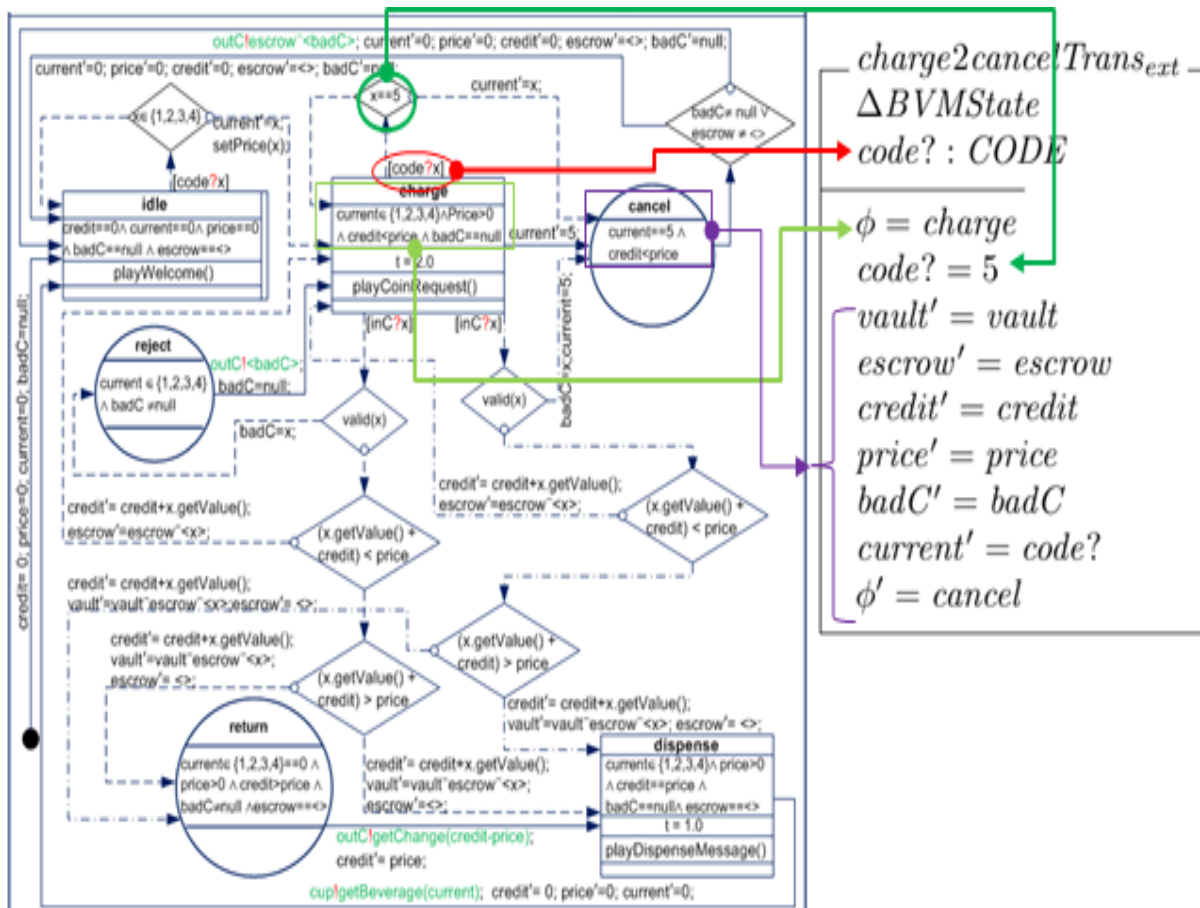 outC!escrow^<badC>; current'=0; price'=0; credit'=0; escrow'=<>; badC'=null;
current'=0; price'=0; credit'=0; escrow'=<>; badC'=null;
x∈{1,2,3,4}
current'=x;
setPrice(x);
[code?x]
idle
credit==0∧ current==0∧ price==0
∧ badC==null ∧ escrow==<>
playWelcome()
x==5
current'=x;
[code?x]
charge
current∈{1,2,3,4}∧Price>0
∧ credit<price ∧ badC==null
t = 2.0
playCoinRequest()
[inC?x]
[inC?x]
current'=5;
badC≠ null ∨
escrow ≠ <>
cancel
current==5 ∧
credit<price
badC=x;current=5;
reject
current ∈ {1,2,3,4}
∧ badC ≠null
outC!<badC>;
badC=null;
badC=x;
valid(x)
valid(x)
credit'= credit+x.getValue();
escrow'=escrow^<x>;
(x.getValue() +
credit) < price
credit'= credit+x.getValue();
escrow'=escrow^<x>;
(x.getValue() +
credit) < price
credit'= credit+x.getValue();
vault'=vault^escrow^<x>;escrow'= <>;
credit'= credit+x.getValue();
vault'=vault^escrow^<x>;
escrow'= <>;
(x.getValue() +
credit) > price
(x.getValue() +
credit) > price
credit'= credit+x.getValue();
vault'=vault^escrow^<x>; escrow'= <>;
return
current∈{1,2,3,4}==0 ∧
price>0 ∧ credit>price ∧
badC≠null ∧escrow==<>
credit'= credit+x.getValue();
vault'=vault^escrow^<x>;
escrow'=<>;
dispense
current∈{1,2,3,4}∧ price>0
∧ credit==price ∧
badC==null∧ escrow==<>
t = 1.0
playDispenseMessage()
outC!getChange(credit-price);
credit'= price;
cup!getBeverage(current); credit'= 0; price'=0; current'=0;
credit= 0; price=0; current=0; badC=null;
charge2cancelTrans_ext
ΔBVMState
code? : CODE
ϕ = charge
code? = 5
vault' = vault
escrow' = escrow
credit' = credit
price' = price
badC' = badC
current' = code?
ϕ' = cancel